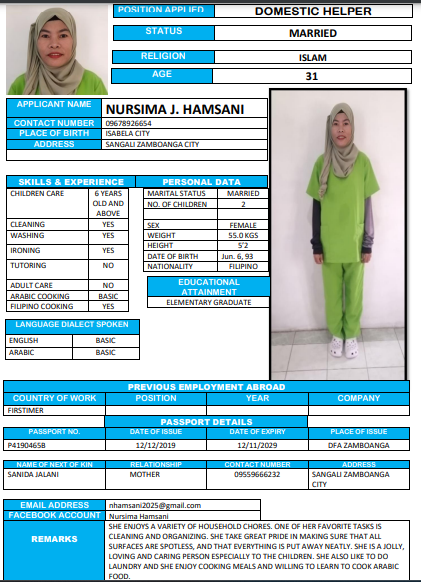 POSITION APPLIED DOMESTIC HELPER
STATUS MARRIED
RELIGION ISLAM
AGE 31
APPLICANT NAME NURSIMA J. HAMSANI
CONTACT NUMBER 09678926654
PLACE OF BIRTH ISABELA CITY
ADDRESS SANGALI ZAMBOANGA CITY
SKILLS & EXPERIENCE
CHILDREN CARE 6 YEARS
OLD AND
ABOVE
CLEANING YES
WASHING YES
IRONING YES
TUTORING NO
ADULT CARE NO
ARABIC COOKING BASIC
FILIPINO COOKING YES
PERSONAL DATA
MARITAL STATUS MARRIED
NO. OF CHILDREN 2
SEX FEMALE
WEIGHT 55.0 KGS
HEIGHT 5'2
DATE OF BIRTH Jun. 6, 93
NATIONALITY FILIPINO
EDUCATIONAL
ATTAINMENT
ELEMENTARY GRADUATE
LANGUAGE DIALECT SPOKEN
ENGLISH BASIC
ARABIC BASIC
PREVIOUS EMPLOYMENT ABROAD
COUNTRY OF WORK POSITION YEAR COMPANY
FIRSTIMER
PASSPORT DETAILS
PASSPORT NO. DATE OF ISSUE DATE OF EXPIRY PLACE OF ISSUE
P4190465B 12/12/2019 12/11/2029 DFA ZAMBOANGA
NAME OF NEXT OF KIN RELATIONSHIP CONTACT NUMBER ADDRESS
SANIDA JALANI MOTHER 09559666232 SANGALI ZAMBOANGA
CITY
EMAIL ADDRESS nhamsani2025@gmail.com
FACEBOOK ACCOUNT Nursima Hamsani
REMARKS
SHE ENJOYS A VARIETY OF HOUSEHOLD CHORES. ONE OF HER FAVORITE TASKS IS
CLEANING AND ORGANIZING. SHE TAKE GREAT PRIDE IN MAKING SURE THAT ALL
SURFACES ARE SPOTLESS, AND THAT EVERYTHING IS PUT AWAY NEATLY. SHE IS A JOLLY,
LOVING AND CARING PERSON ESPECIALLY TO THE CHILDREN. SHE ALSO LIKE TO DO
LAUNDRY AND SHE ENJOY COOKING MEALS AND WILLING TO LEARN TO COOK ARABIC
FOOD.